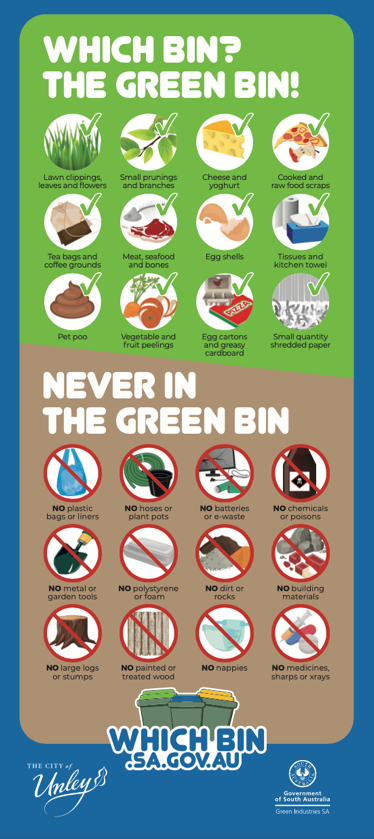 WHICH BIN?
THE GREEN BIN!
Lawn clippings,
leaves and flowers
Small prunings
and branches
Cheese and
yoghurt
Cooked and
raw food scraps
Tea bags and
coffee grounds
Meat, seafood
and bones
Egg shells
Tissues and
kitchen towel
Pet poo
Vegetable and
fruit peelings
PIZZA
Egg cartons
and greasy
cardboard
Small quantity
shredded paper
NEVER IN
THE GREEN BIN
NO plastic
bags or liners
NO hoses or
plant pots
NO batteries
or e-waste
NO chemicals
or poisons
NO metal or
garden tools
NO polystyrene
or foam
NO dirt or
rocks
NO building
materials
NO large logs
or stumps
NO painted or
treated wood
NO nappies
NO medicines,
sharps or xrays
WHICH BIN
.SA.GOV.AU
THE CITY of
Unley
SOUTH AUSTRALIA
Government
of South Australia
Green Industries SA